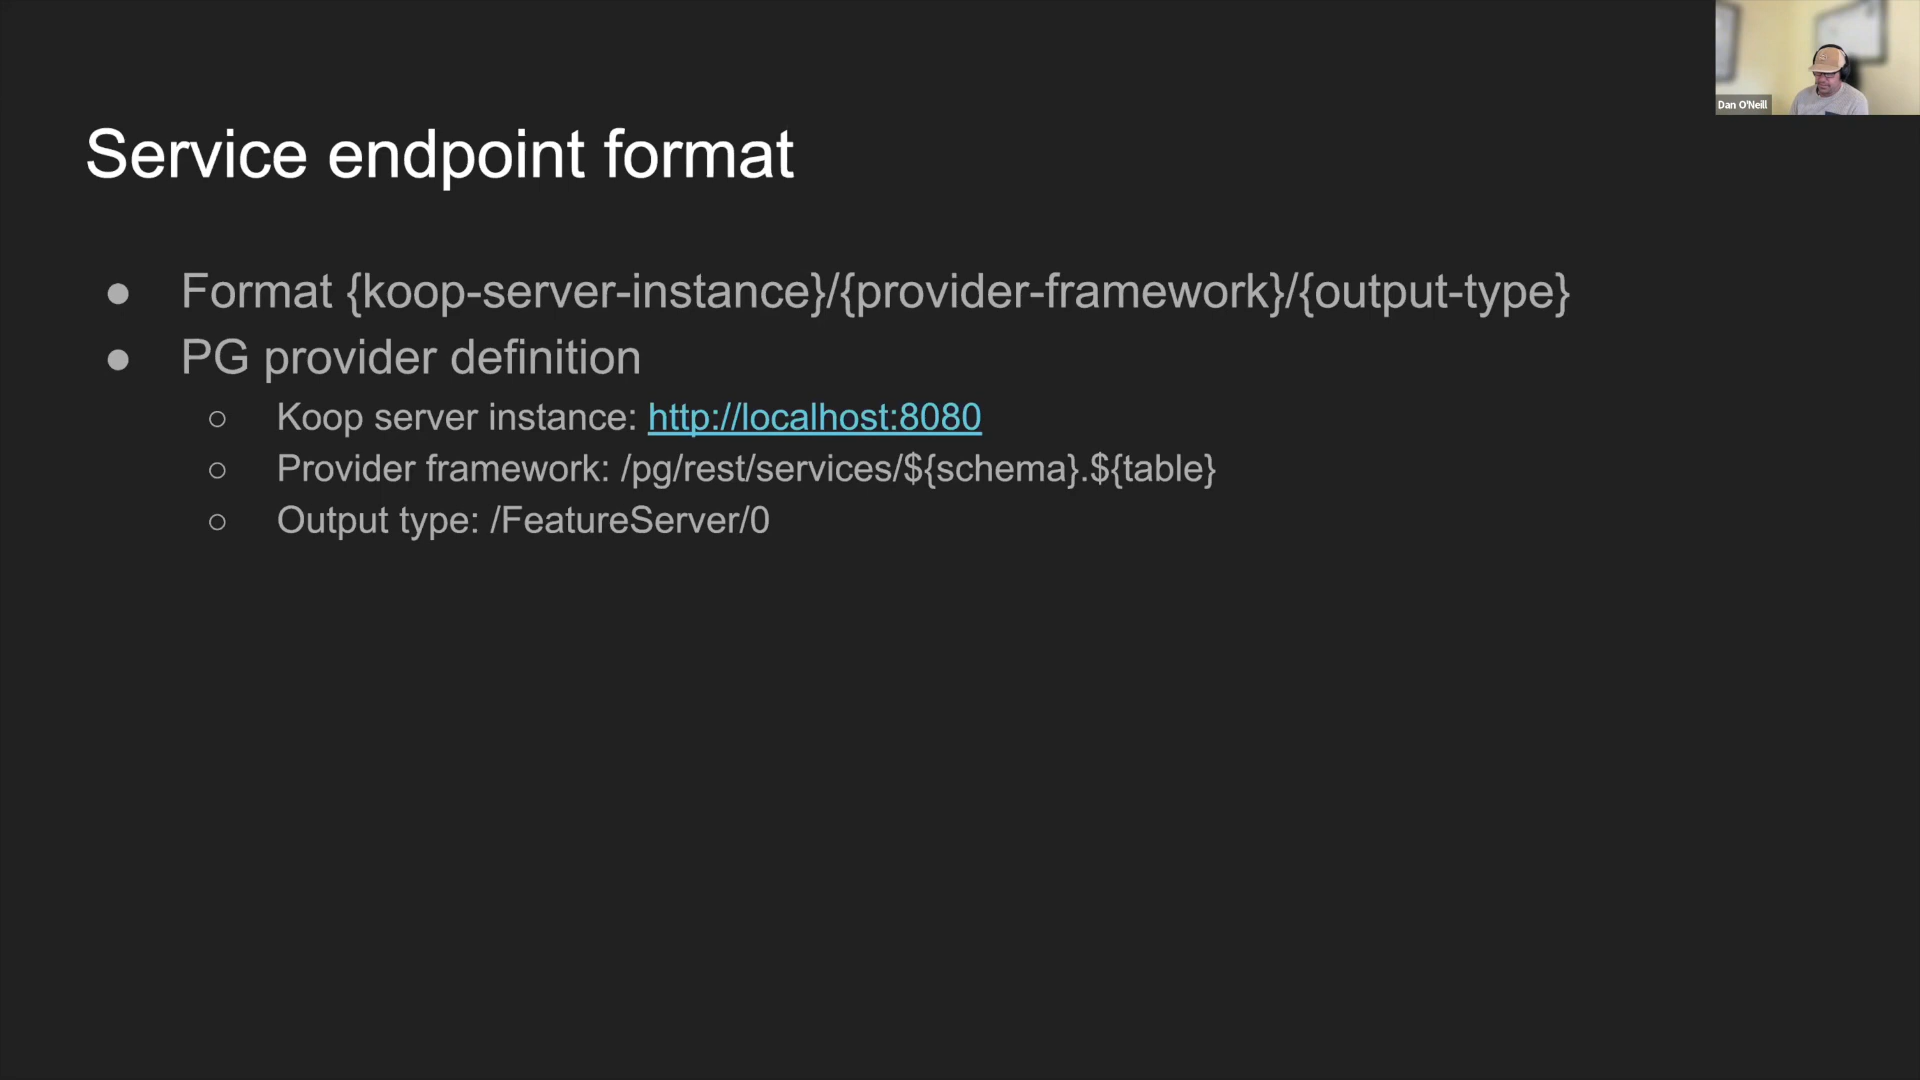 Dan O'Neill
Service endpoint format
● Format {koop-server-instance}/{provider-framework}/{output-type}
● PG provider definition
○ Koop server instance: http://localhost:8080
○ Provider framework: /pg/rest/services/${schema}.${table}
○ Output type: /FeatureServer/0